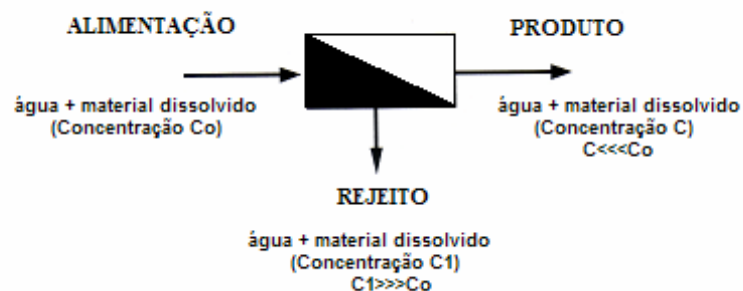 ALIMENTAÇÃO
PRODUTO
água + material dissolvido
(Concentração Co)
água + material dissolvido
(Concentração C)
C<<<Co
REJEITO
água + material dissolvido
(Concentração C1)
C1>>>Co